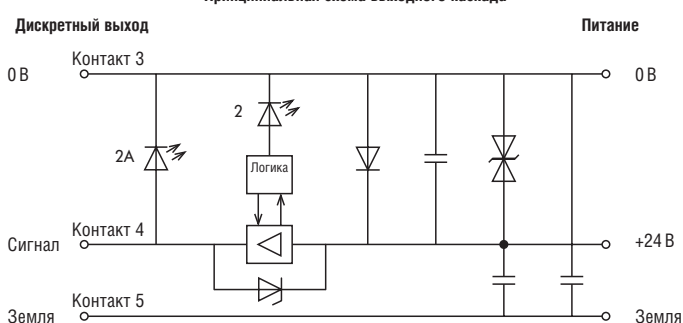 Принципиальная схема выходного каскада
Дискретный выход
Питание
0 В
Контакт 3
0 В
2
2A
Логика
Сигнал
Контакт 4
+24 В
Контакт 5
Земля
Земля